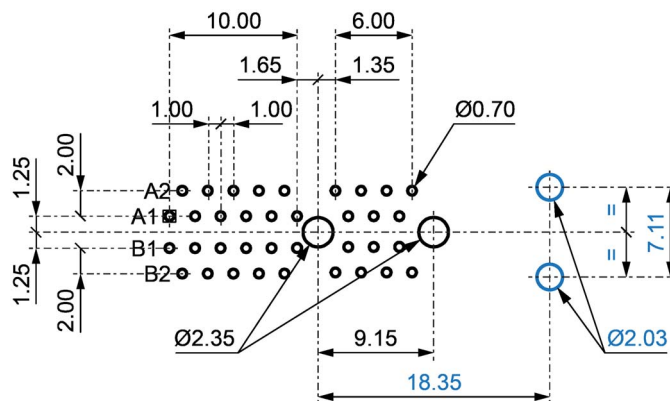 10.00
6.00
1.65
1.35
1.00
1.00
Ø0.70
2.00
1.25
A2
A1
B1
B2
1.25
2.00
=
=
7.11
Ø2.35
9.15
Ø2.03
18.35